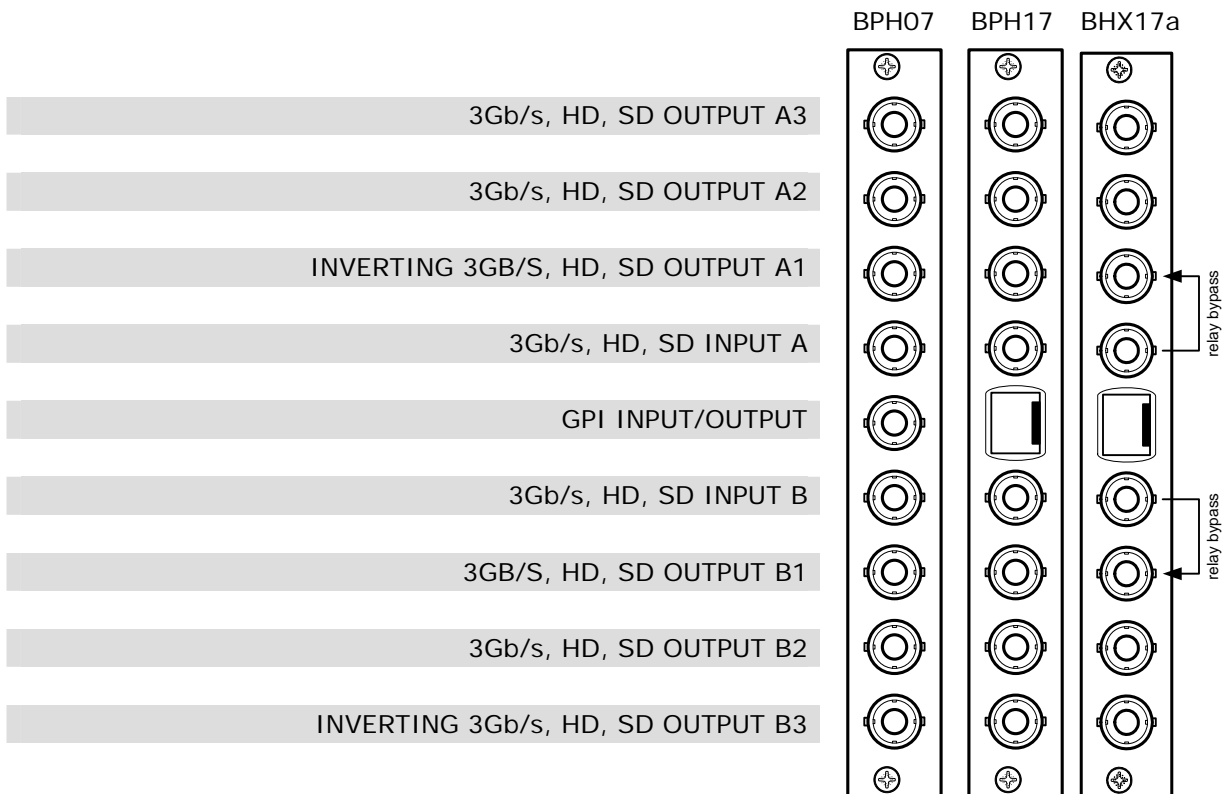 BPH07 BPH17 BHX17a
3Gb/s, HD, SD OUTPUT A3
3Gb/s, HD, SD OUTPUT A2
INVERTING 3GB/S, HD, SD OUTPUT A1
3Gb/s, HD, SD INPUT A
relay bypass
GPI INPUT/OUTPUT
3Gb/s, HD, SD INPUT B
3GB/S, HD, SD OUTPUT B1
relay bypass
3Gb/s, HD, SD OUTPUT B2
INVERTING 3Gb/s, HD, SD OUTPUT B3